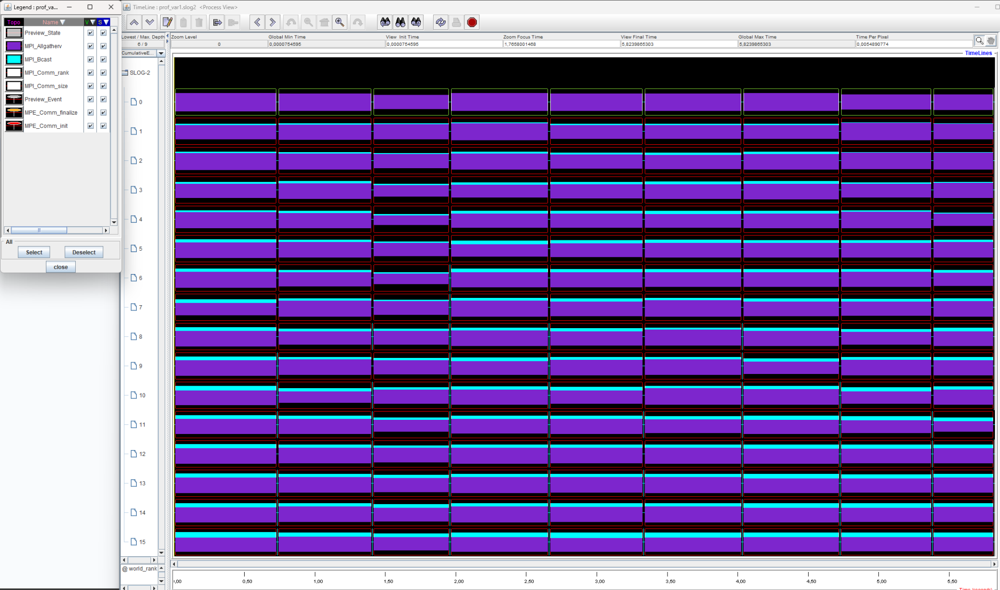 Legend : prof_va...
Topo Name V S
Preview_State
MPI_Allgatherv
MPI_Bcast
MPI_Comm_rank
MPI_Comm_size
Preview_Event
MPE_Comm_finalize
MPE_Comm_init
All
Select Deselect
close
TimeLine : prof_var1.slog2 <Process View>
Lowest / Max. Depth Zoom Level Global Min Time View Init Time Zoom Focus Time View Final Time Global Max Time Time Per Pixel
6 / 9 0 0,0000754595 0,0000754595 1,7658001468 5,8239865303 5,8239865303 0,0054890774
CumulativeE...
TimeLines
SLOG-2
0
1
2
3
4
5
6
7
8
9
10
11
12
13
14
15
@ world_rank
,00 0,50 1,00 1,50 2,00 2,50 3,00 3,50 4,00 4,50 5,00 5,50
Time (seconds)